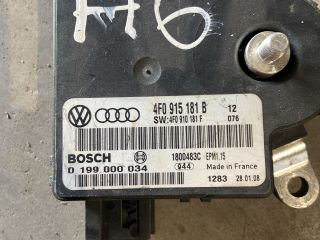 A6
4F0 915 181 B 12
SW:4F0 910 181 F 076
BOSCH 1800483C EPM1.15
944 Made in France
0 199 000 034 1283 28.01.08